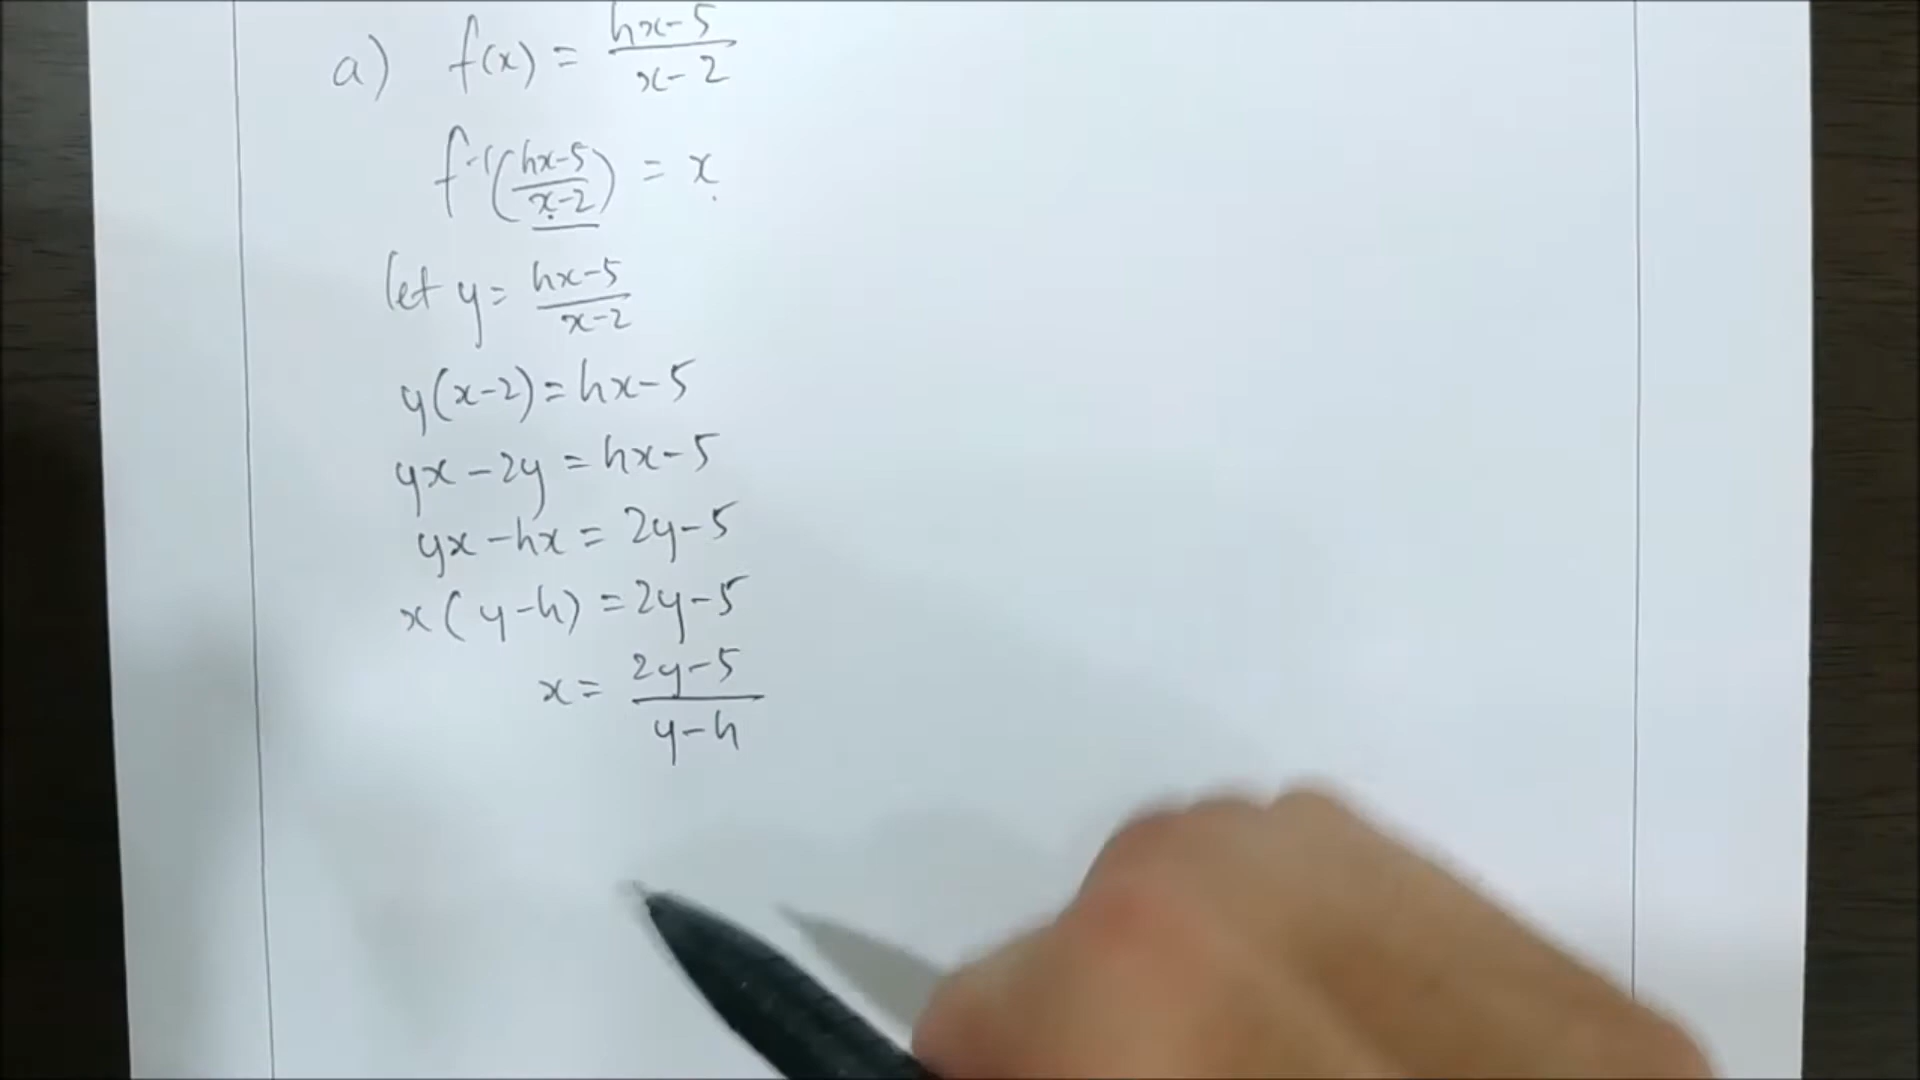 a) f(x) = hx-5/x-2
f⁻¹(hx-5/x-2) = x
let y = hx-5/x-2
y(x-2) = hx-5
yx-2y = hx-5
yx-hx = 2y-5
x(y-h) = 2y-5
x = 2y-5/y-h